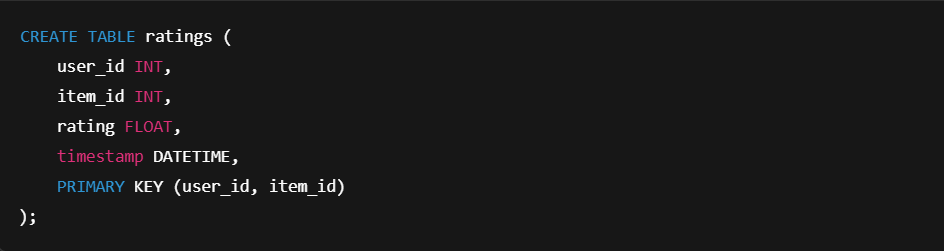 CREATE TABLE ratings (
    user_id INT,
    item_id INT,
    rating FLOAT,
    timestamp DATETIME,
    PRIMARY KEY (user_id, item_id)
);